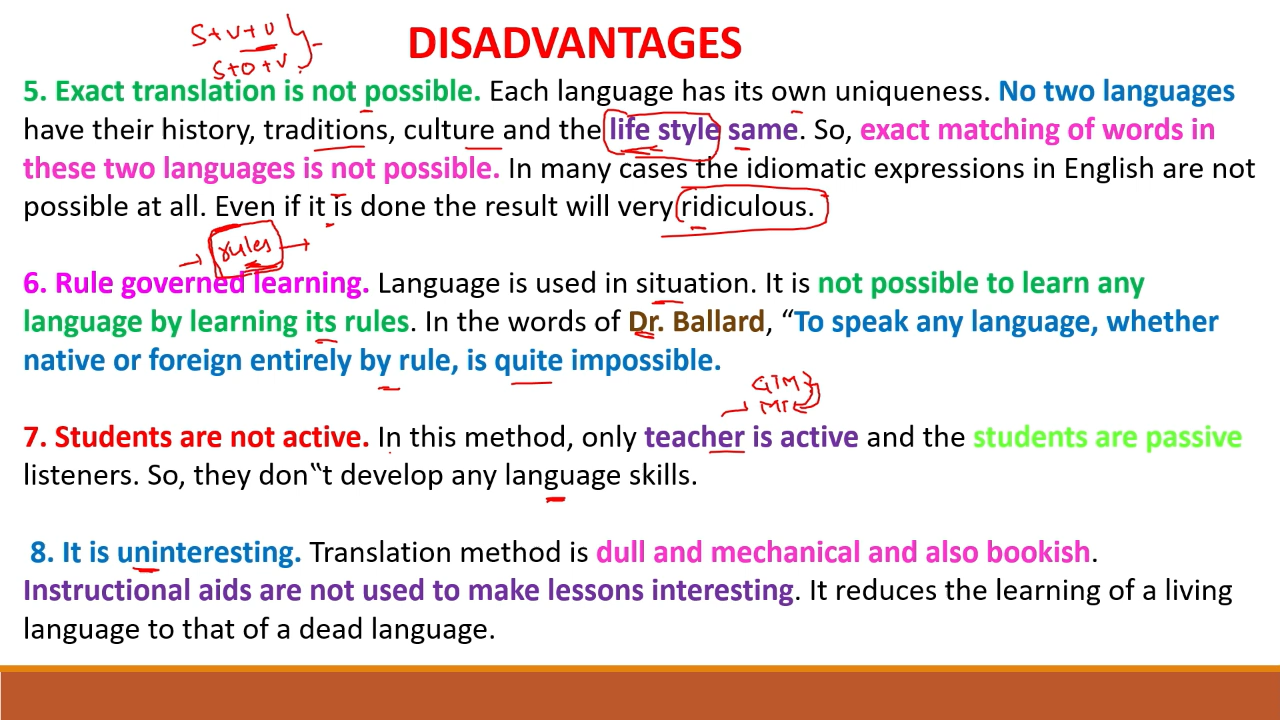 S+V+U
DISADVANTAGES
S+O+V
5. Exact translation is not possible. Each language has its own uniqueness. No two languages
have their history, traditions, culture and the life style same. So, exact matching of words in
these two languages is not possible. In many cases the idiomatic expressions in English are not
possible at all. Even if it is done the result will very ridiculous.
rules
6. Rule governed learning. Language is used in situation. It is not possible to learn any
language by learning its rules. In the words of Dr. Ballard, “To speak any language, whether
native or foreign entirely by rule, is quite impossible.
GTM
MT
7. Students are not active. In this method, only teacher is active and the students are passive
listeners. So, they don‟t develop any language skills.
8. It is uninteresting. Translation method is dull and mechanical and also bookish.
Instructional aids are not used to make lessons interesting. It reduces the learning of a living
language to that of a dead language.